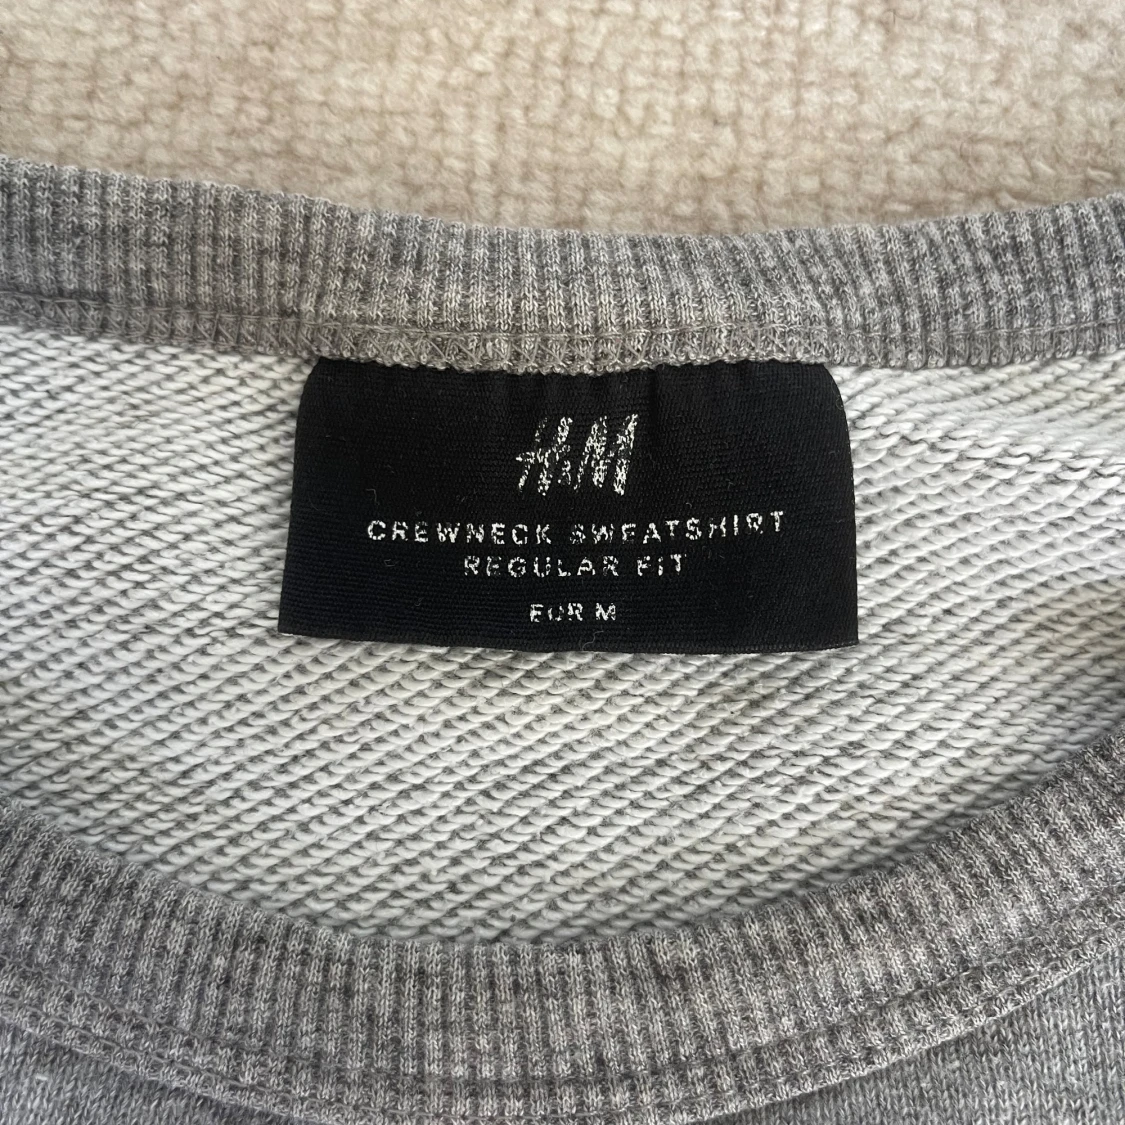 H&M
CREWNECK SWEATSHIRT
REGULAR FIT
EUR M